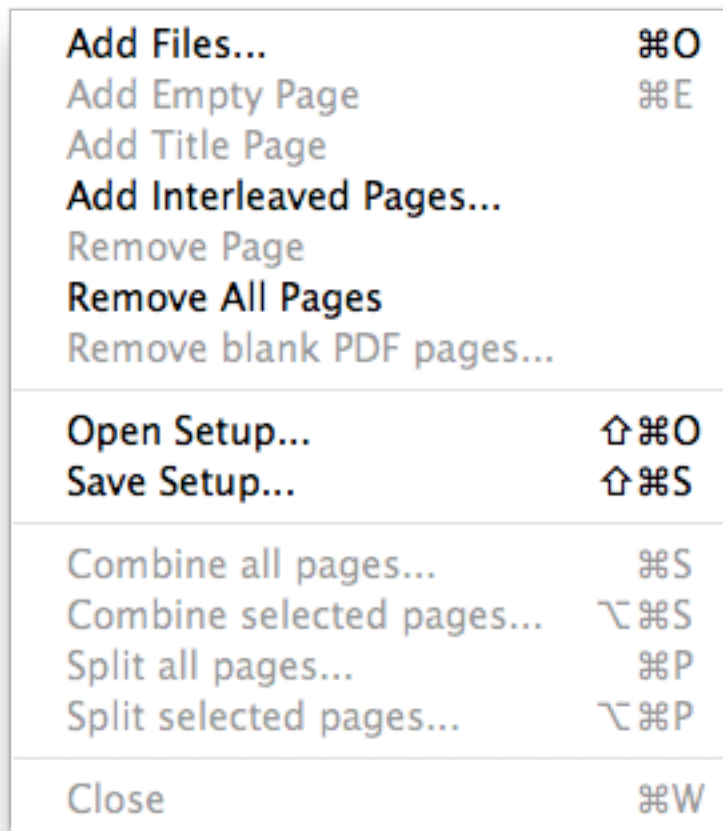 Add Files... ⌘O
Add Empty Page ⌘E
Add Title Page
Add Interleaved Pages...
Remove Page
Remove All Pages
Remove blank PDF pages...
Open Setup... ⇧⌘O
Save Setup... ⇧⌘S
Combine all pages... ⌘S
Combine selected pages... ⌥⌘S
Split all pages... ⌘P
Split selected pages... ⌥⌘P
Close ⌘W